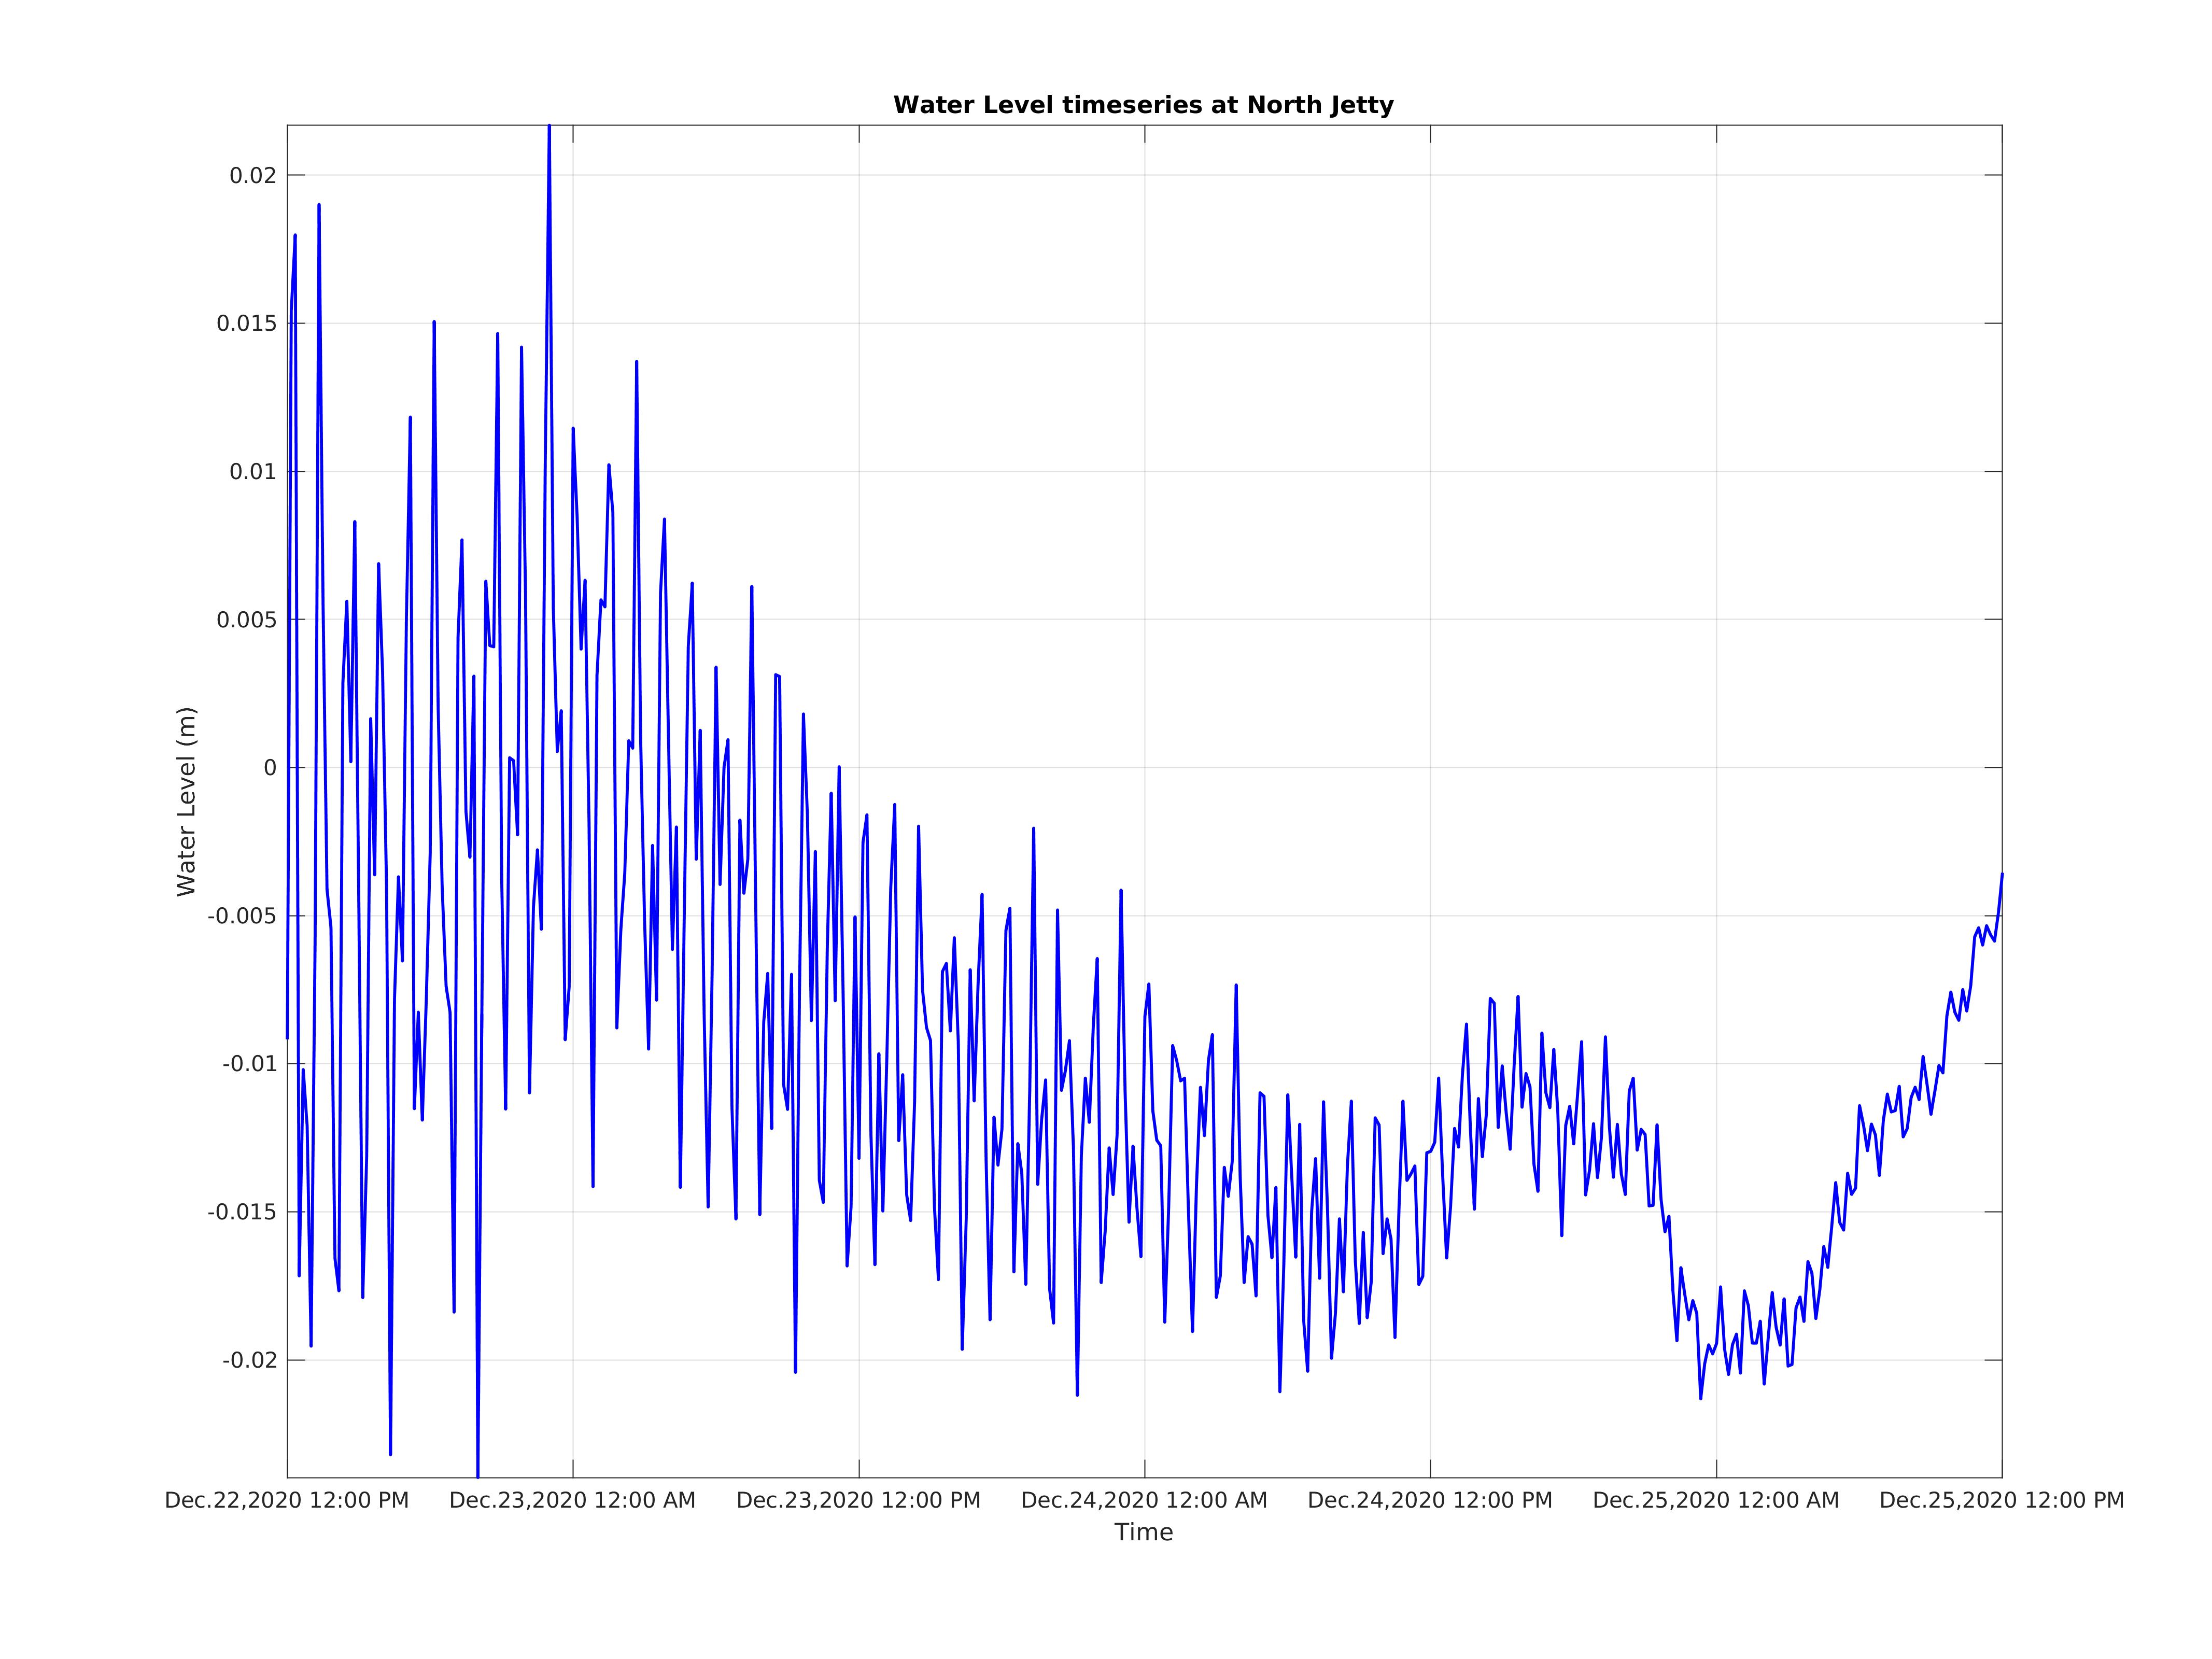 Water Level timeseries at North Jetty
0.02
0.015
0.01
0.005
0
-0.005
-0.01
-0.015
-0.02
Water Level (m)
Dec.22,2020 12:00 PM Dec.23,2020 12:00 AM Dec.23,2020 12:00 PM Dec.24,2020 12:00 AM Dec.24,2020 12:00 PM Dec.25,2020 12:00 AM Dec.25,2020 12:00 PM
Time